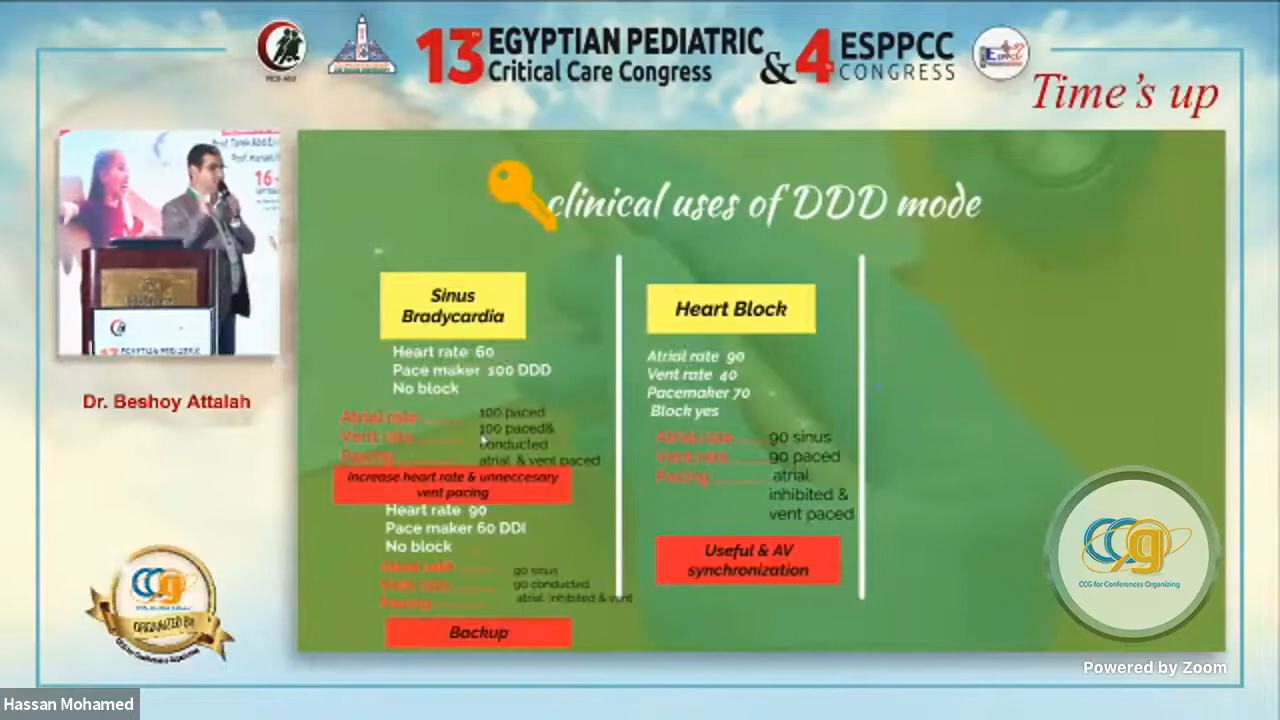 13 EGYPTIAN PEDIATRIC
Critical Care Congress
& 4 ESPPCC
CONGRESS
Time's up
16
Dr. Beshoy Attalah
clinical uses of DDD mode
Sinus
Bradycardia
Heart rate 60
Pace maker 100 DDD
No block
Atrial rate 100 paced
Vent rate 100 paced&
conducted
Pacing atrial & vent paced
Increase heart rate & unneccesary
vent pacing
Heart rate 90
Pace maker 60 DDI
No block
Atrial rate 90 sinus
Vent rate 90 conducted
Pacing atrial inhibited & vent
Backup
Heart Block
Atrial rate 90
Vent rate 40
Pacemaker 70
Block yes
Atrial rate 90 sinus
Vent rate 90 paced
Pacing atrial
inhibited &
vent paced
Useful & AV
synchronization
CCg
ORGANIZED By
CCg
CCG for Conferences Organizing
Powered by Zoom
Hassan Mohamed